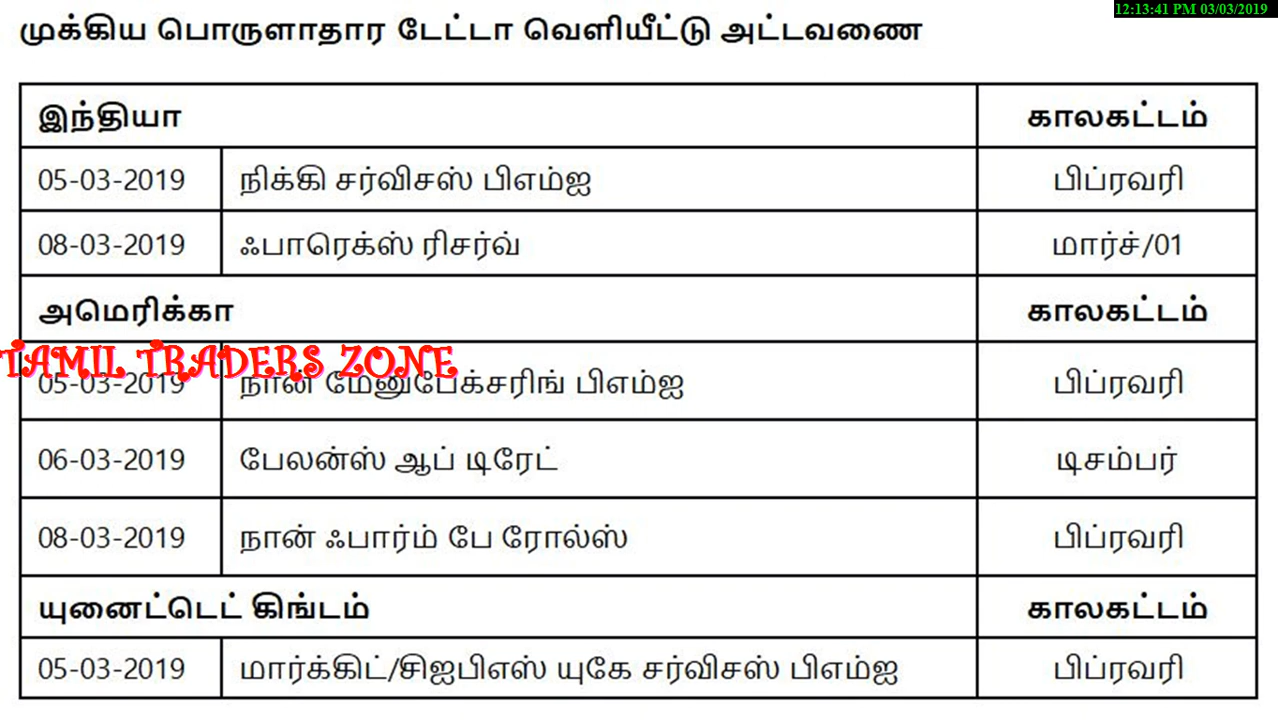 12:13:41 PM 03/03/2019
முக்கிய பொருளாதார டேட்டா வெளியீட்டு அட்டவணை
இந்தியா காலகட்டம்
05-03-2019 நிக்கி சர்விசஸ் பிஎம்ஐ பிப்ரவரி
08-03-2019 ஃபாரெக்ஸ் ரிசர்வ் மார்ச்/01
அமெரிக்கா காலகட்டம்
TAMIL TRADERS ZONE
05-03-2019 நான் மேனுபேக்சரிங் பிஎம்ஐ பிப்ரவரி
06-03-2019 பேலன்ஸ் ஆப் டிரேட் டிசம்பர்
08-03-2019 நான் ஃபார்ம் பே ரோல்ஸ் பிப்ரவரி
யுனைட்டெட் கிங்டம் காலகட்டம்
05-03-2019 மார்க்கிட்/சிஐபிஎஸ் யுகே சர்விசஸ் பிஎம்ஐ பிப்ரவரி